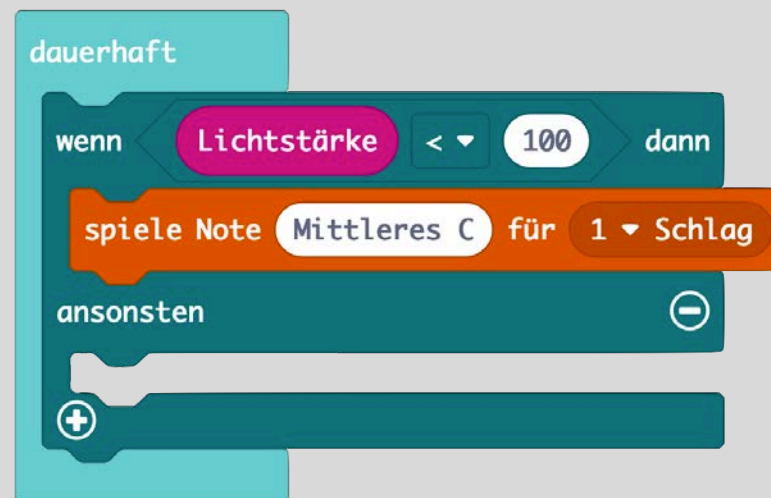 dauerhaft
wenn Lichtstärke < 100 dann
spiele Note Mittleres C für 1 Schlag
ansonsten